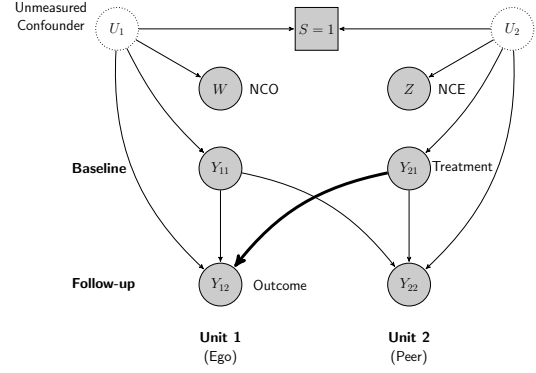 Unmeasured
Confounder
U₁
S = 1
U₂
W
NCO
Z
NCE
Baseline
Y₁₁
Y₂₁
Treatment
Follow-up
Y₁₂
Outcome
Y₂₂
Unit 1
(Ego)
Unit 2
(Peer)